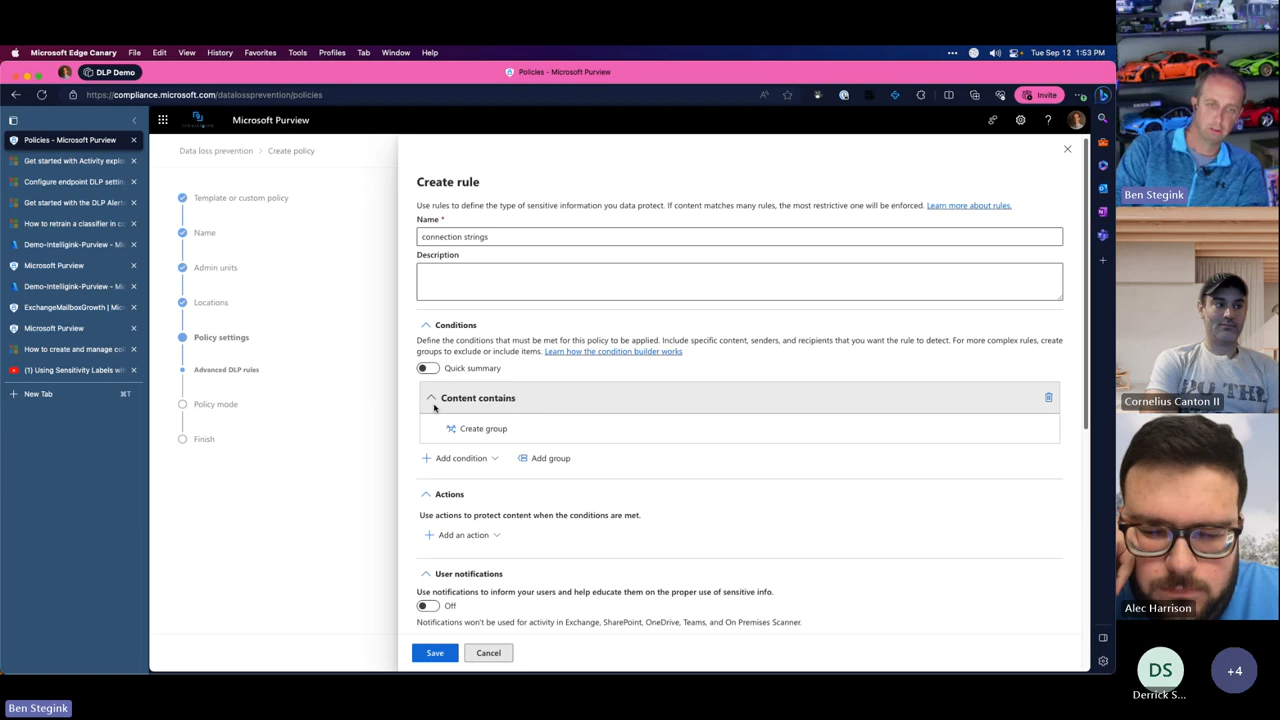 Microsoft Edge Canary File Edit View History Favorites Tools Profiles Tab Window Help
Tue Sep 12 1:53 PM
DLP Demo
Policies - Microsoft Purview
https://compliance.microsoft.com/datalossprevention/policies
Invite
Policies - Microsoft Purview
Get started with Activity explo
Configure endpoint DLP settin
Get started with the DLP Alerts
How to retrain a classifier in co
Demo-Intelligink-Purview - Mi
Microsoft Purview
Demo-Intelligink-Purview - Mi
ExchangeMailboxGrowth | Mic
Microsoft Purview
How to create and manage col
(1) Using Sensitivity Labels with
New Tab ⌘T
Microsoft Purview
Data loss prevention > Create policy
Template or custom policy
Name
Admin units
Locations
Policy settings
Advanced DLP rules
Policy mode
Finish
Create rule
Use rules to define the type of sensitive information you data protect. If content matches many rules, the most restrictive one will be enforced. Learn more about rules.
Name *
connection strings
Description
Conditions
Define the conditions that must be met for this policy to be applied. Include specific content, senders, and recipients that you want the rule to detect. For more complex rules, create
groups to exclude or include items. Learn how the condition builder works
Quick summary
Content contains
Create group
Add condition Add group
Actions
Use actions to protect content when the conditions are met.
Add an action
User notifications
Use notifications to inform your users and help educate them on the proper use of sensitive info.
Off
Notifications won't be used for activity in Exchange, SharePoint, OneDrive, Teams, and On Premises Scanner.
Save Cancel
Ben Stegink
Cornelius Canton II
Alec Harrison
DS
Derrick S...
+4
Ben Stegink